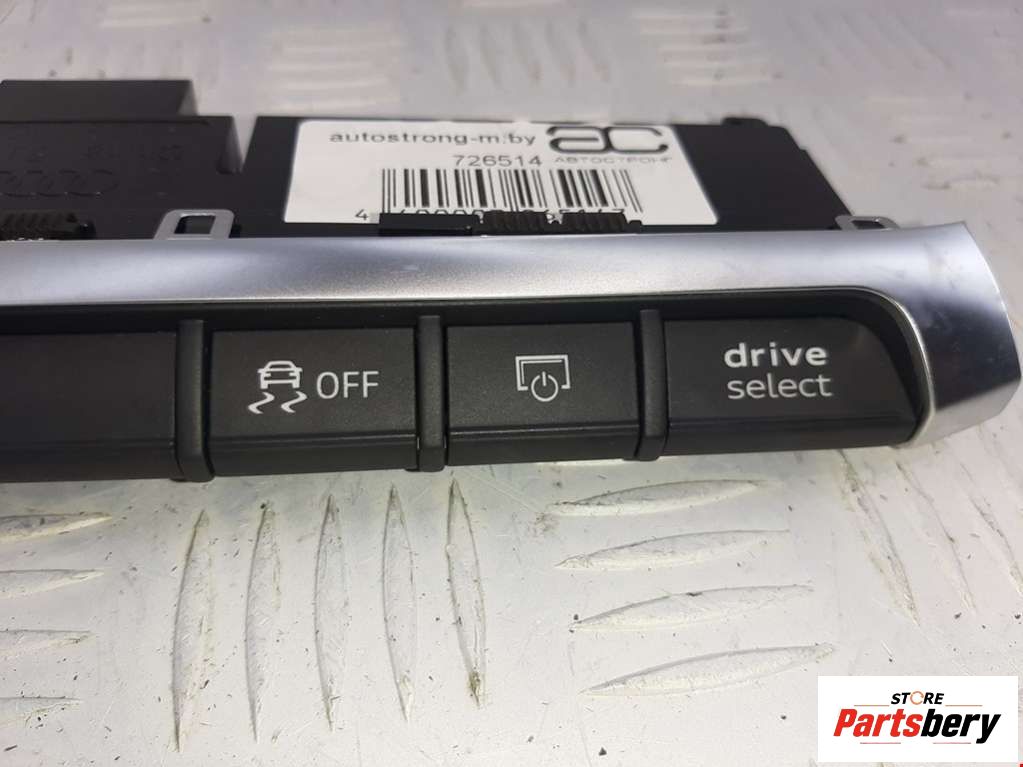 autostrong-m.by
726514 АВТОСТРОНГ
OFF
drive
select
STORE
Partsbery